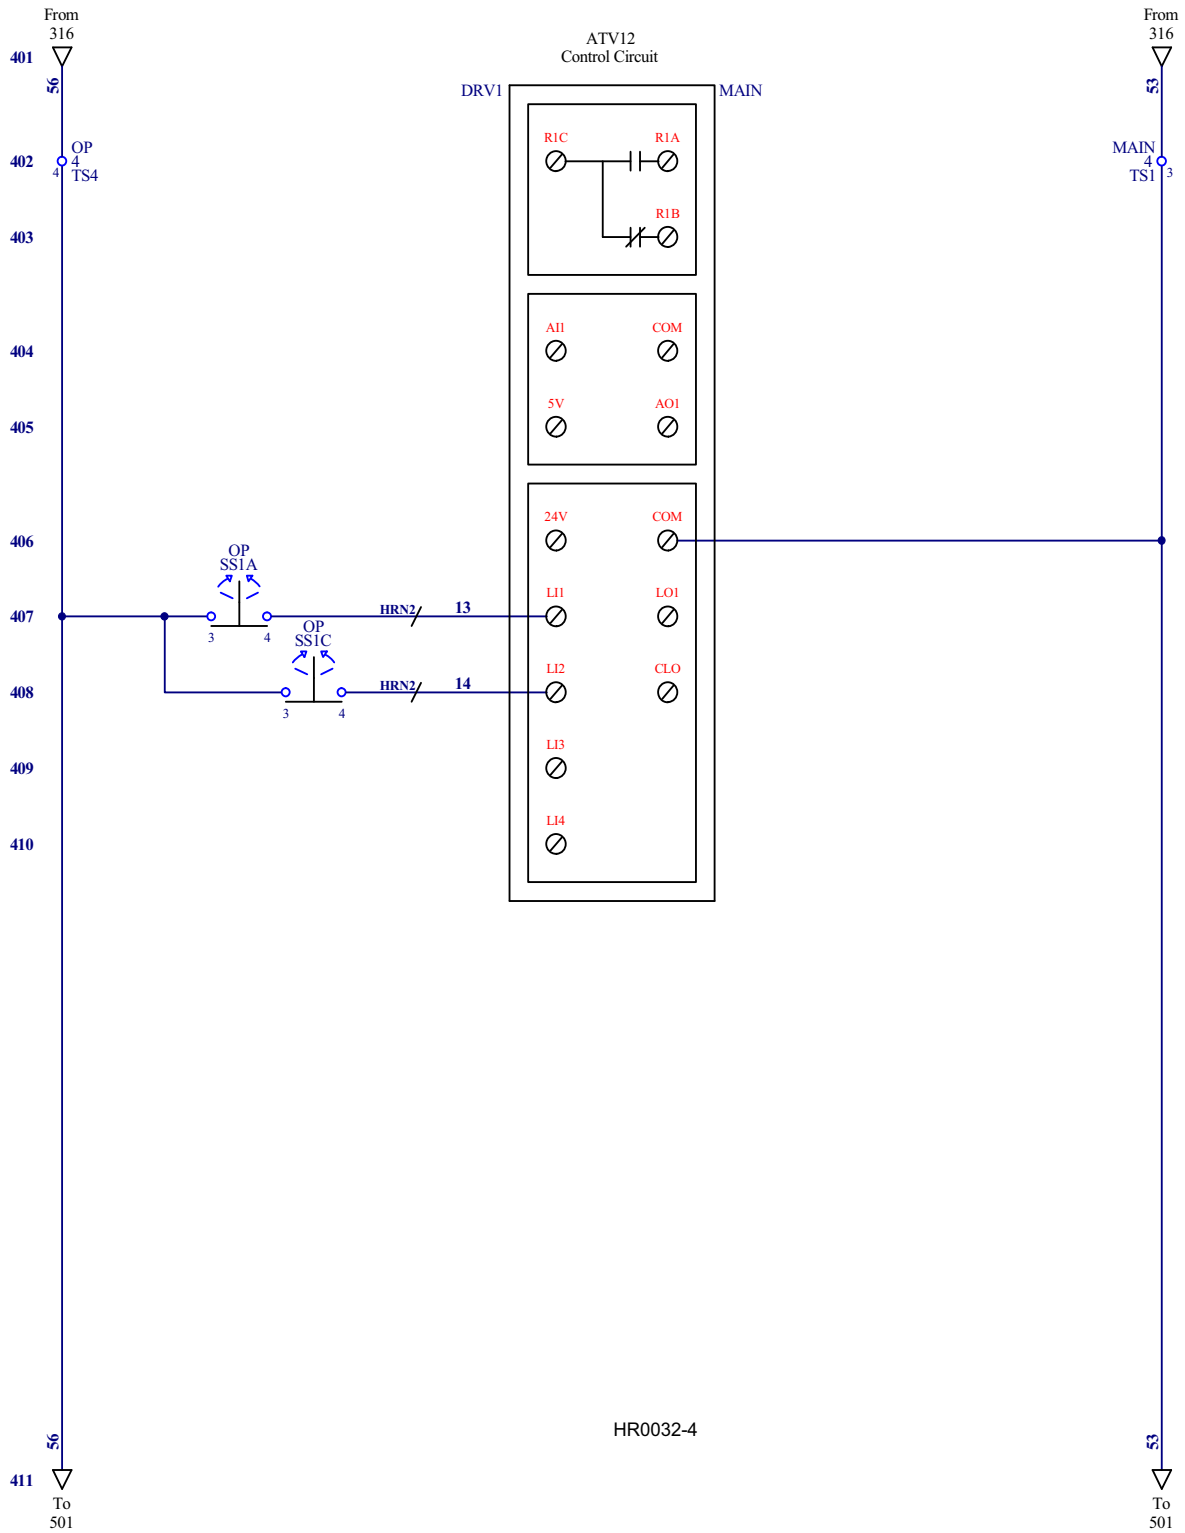 From
316
From
316
401
ATV12
Control Circuit
56
53
DRV1
MAIN
R1C
R1A
402
OP
4
4
TS4
MAIN
4
TS1
3
R1B
403
AI1
COM
404
5V
AO1
405
24V
COM
406
OP
SS1A
LI1
LO1
407
HRN2
13
3
4
OP
SS1C
LI2
CLO
408
HRN2
14
3
4
LI3
409
LI4
410
HR0032-4
56
53
411
To
501
To
501